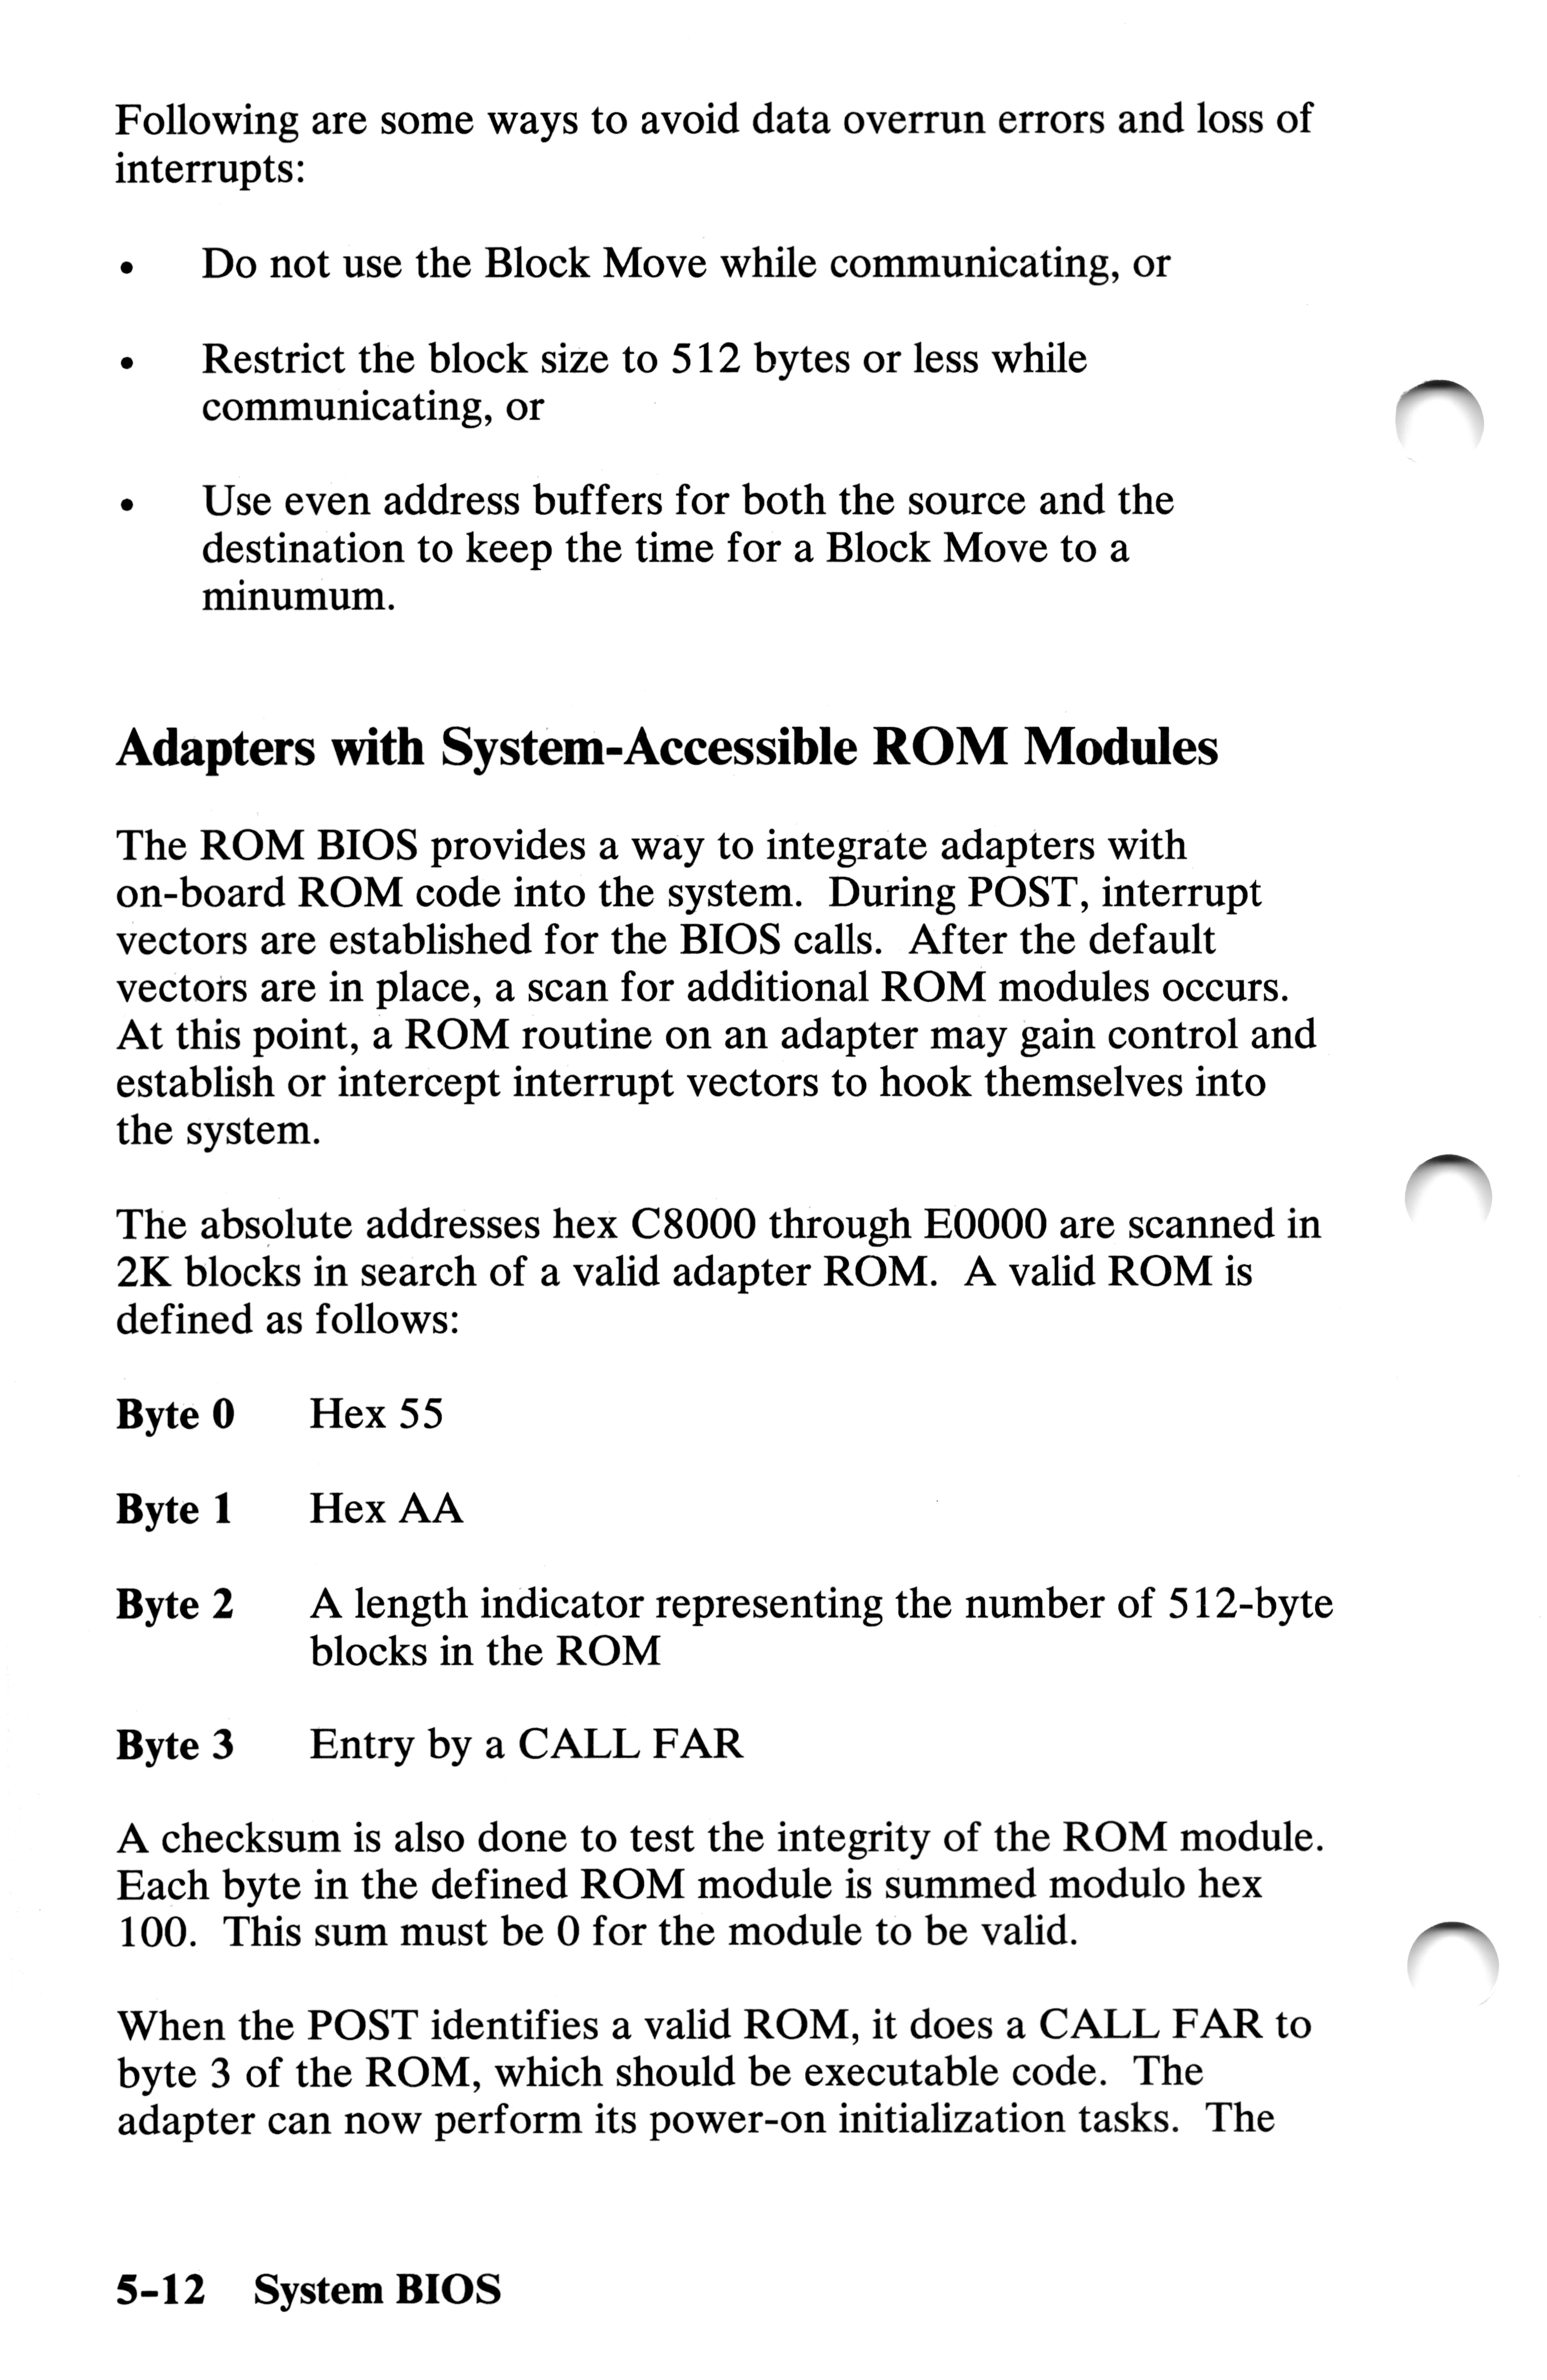 Following are some ways to avoid data overrun errors and loss of
interrupts:
• Do not use the Block Move while communicating, or
• Restrict the block size to 512 bytes or less while
communicating, or
• Use even address buffers for both the source and the
destination to keep the time for a Block Move to a
minumum.
Adapters with System-Accessible ROM Modules
The ROM BIOS provides a way to integrate adapters with
on-board ROM code into the system. During POST, interrupt
vectors are established for the BIOS calls. After the default
vectors are in place, a scan for additional ROM modules occurs.
At this point, a ROM routine on an adapter may gain control and
establish or intercept interrupt vectors to hook themselves into
the system.
The absolute addresses hex C8000 through E0000 are scanned in
2K blocks in search of a valid adapter ROM. A valid ROM is
defined as follows:
Byte 0 Hex 55
Byte 1 Hex AA
Byte 2 A length indicator representing the number of 512-byte
blocks in the ROM
Byte 3 Entry by a CALL FAR
A checksum is also done to test the integrity of the ROM module.
Each byte in the defined ROM module is summed modulo hex
100. This sum must be 0 for the module to be valid.
When the POST identifies a valid ROM, it does a CALL FAR to
byte 3 of the ROM, which should be executable code. The
adapter can now perform its power-on initialization tasks. The
5-12 System BIOS